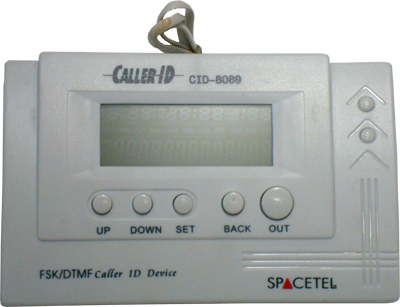 CALLER-ID CID-8089
UP DOWN SET BACK OUT
FSK/DTMF Caller ID Device
SPACETEL